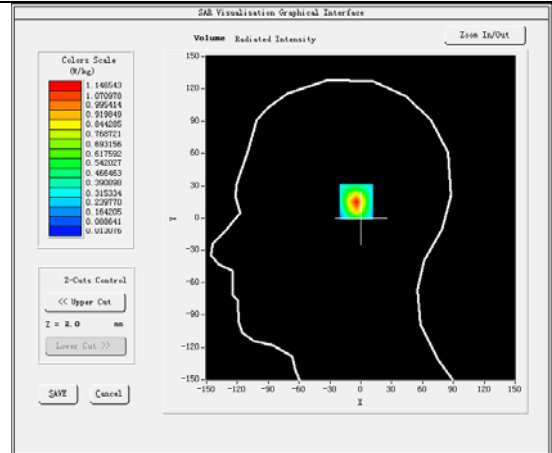 SAR Visualisation Graphical Interface
Volume Radiated Intensity
Zoom In/Out
Colors Scale
(W/kg)
1.146543
1.070978
0.995414
0.919849
0.844285
0.768721
0.693156
0.617592
0.542027
0.466463
0.390898
0.315334
0.239770
0.164205
0.088641
0.013076
Z-Cuts Control
<< Upper Cut
Z = 2.0 mm
Lower Cut >>
SAVE Cancel
150
120
90
60
30
0
-30
-60
-90
-120
-150
Y
-150 -120 -90 -60 -30 0 30 60 90 120 150
X